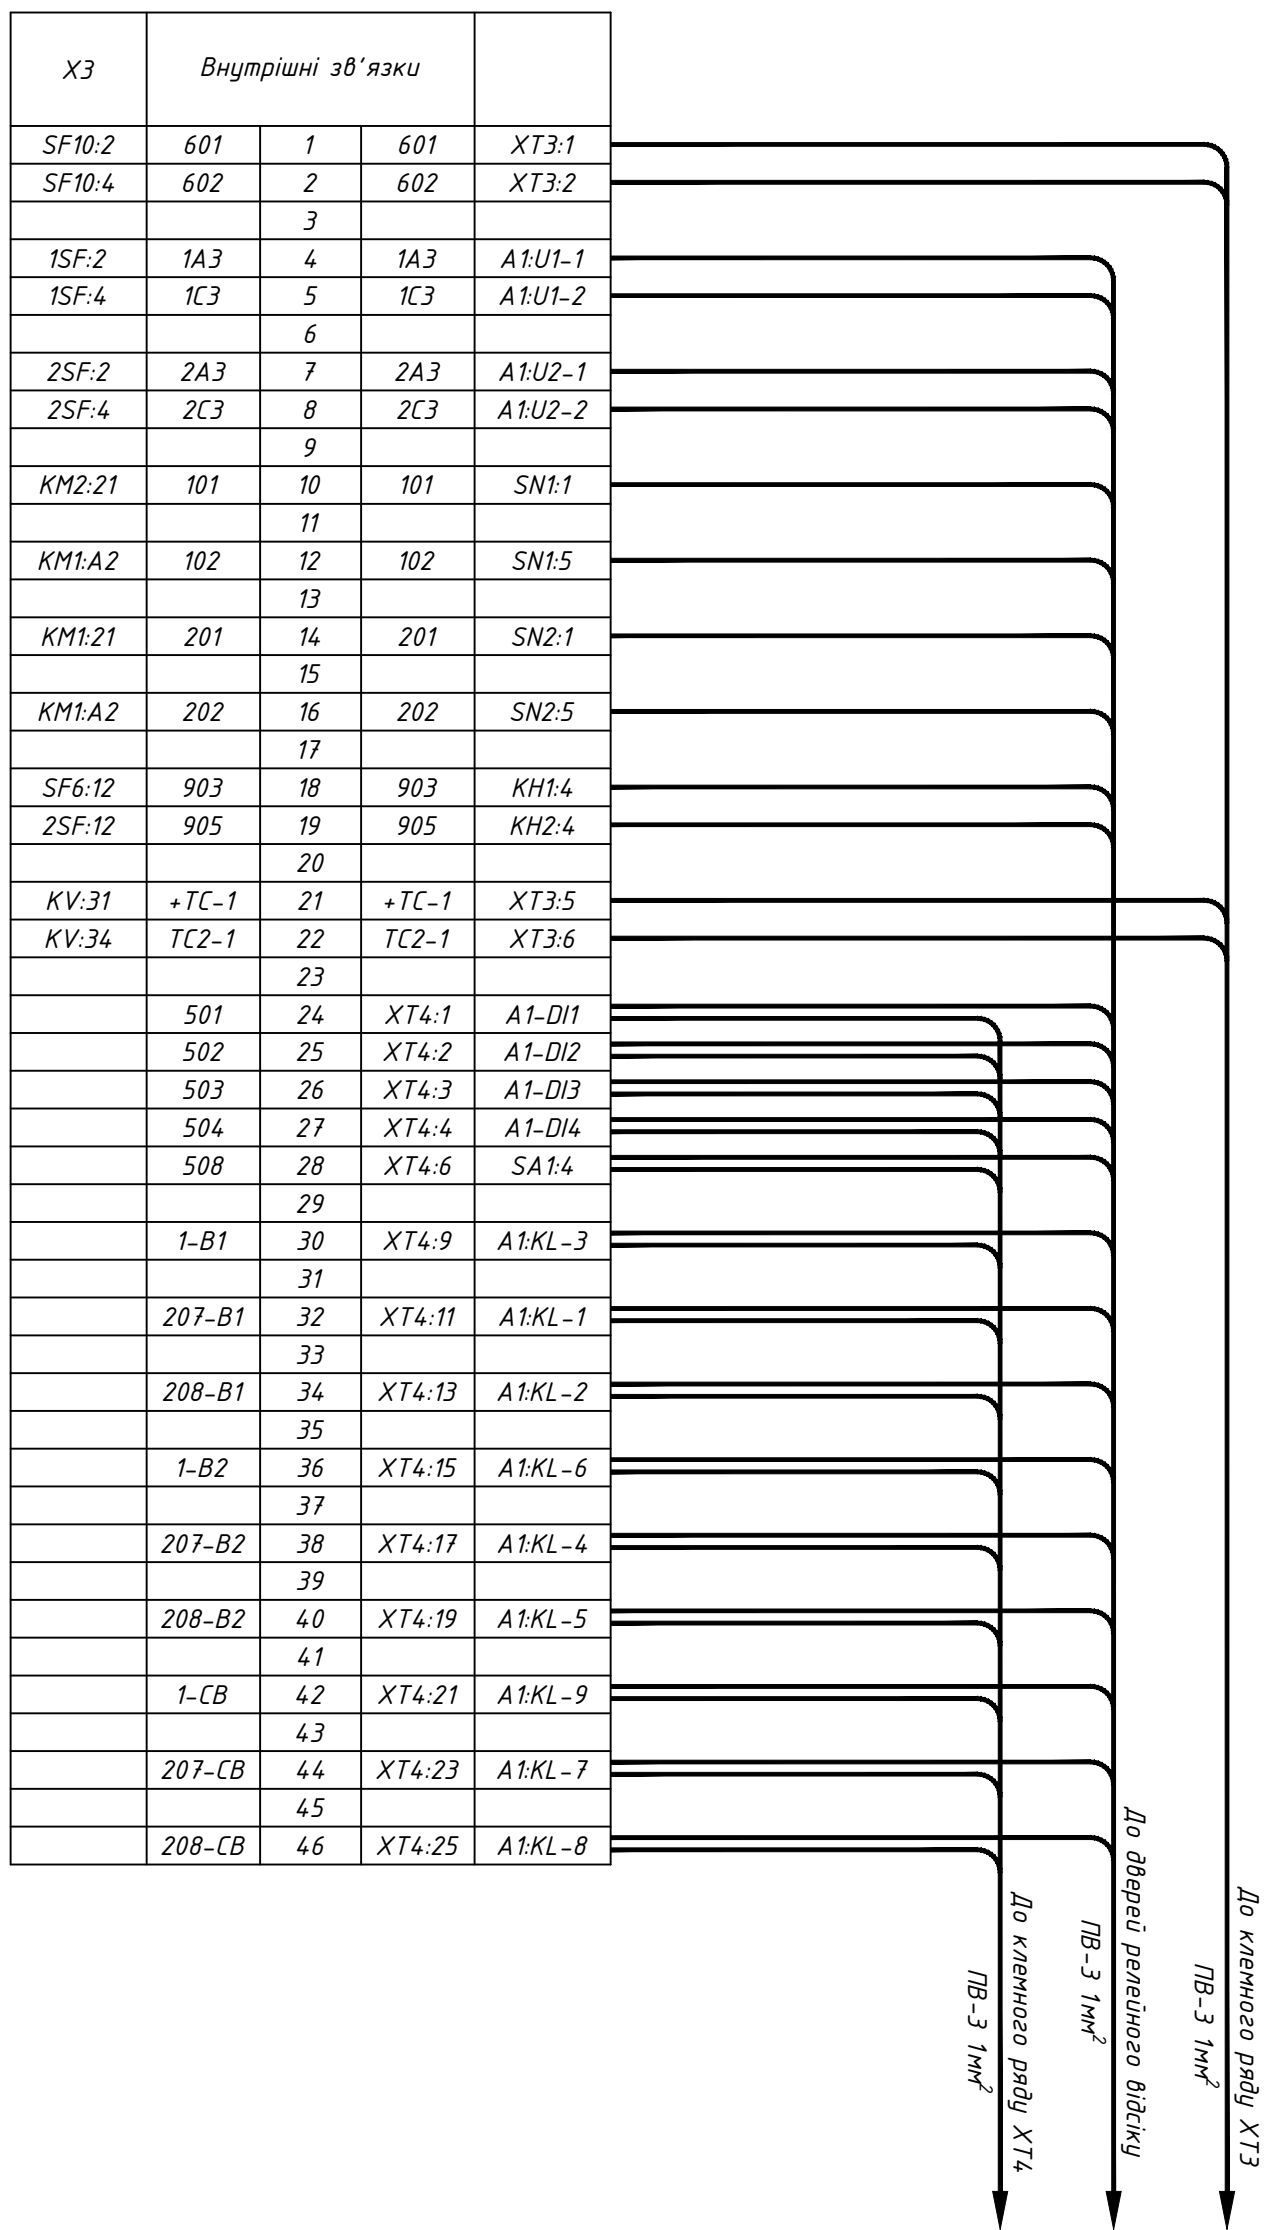 X3 Внутрішні зв'язки
SF10:2 601 1 601 XT3:1
SF10:4 602 2 602 XT3:2
3
1SF:2 1A3 4 1A3 A1:U1-1
1SF:4 1C3 5 1C3 A1:U1-2
6
2SF:2 2A3 7 2A3 A1:U2-1
2SF:4 2C3 8 2C3 A1:U2-2
9
KM2:21 101 10 101 SN1:1
11
KM1:A2 102 12 102 SN1:5
13
KM1:21 201 14 201 SN2:1
15
KM1:A2 202 16 202 SN2:5
17
SF6:12 903 18 903 KH1:4
2SF:12 905 19 905 KH2:4
20
KV:31 +TC-1 21 +TC-1 XT3:5
KV:34 TC2-1 22 TC2-1 XT3:6
23
501 24 XT4:1 A1-DI1
502 25 XT4:2 A1-DI2
503 26 XT4:3 A1-DI3
504 27 XT4:4 A1-DI4
508 28 XT4:6 SA1:4
29
1-B1 30 XT4:9 A1:KL-3
31
207-B1 32 XT4:11 A1:KL-1
33
208-B1 34 XT4:13 A1:KL-2
35
1-B2 36 XT4:15 A1:KL-6
37
207-B2 38 XT4:17 A1:KL-4
39
208-B2 40 XT4:19 A1:KL-5
41
1-CB 42 XT4:21 A1:KL-9
43
207-CB 44 XT4:23 A1:KL-7
45
208-CB 46 XT4:25 A1:KL-8
До клемного ряду XT4
ПВ-3 1мм²
До дверей релейного відсіку
ПВ-3 1мм²
До клемного ряду XT3
ПВ-3 1мм²